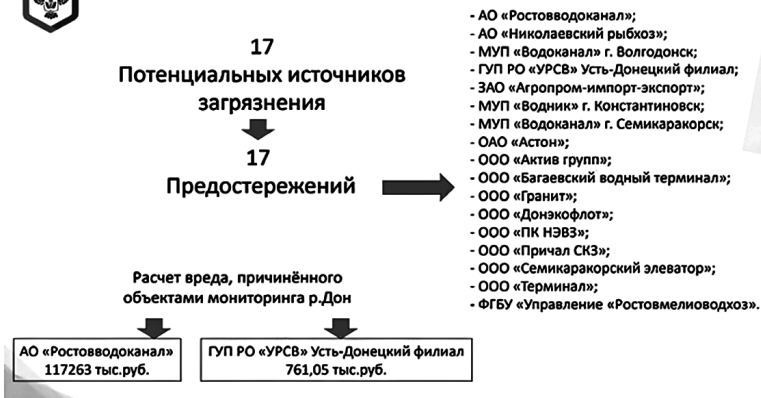 17
Потенциальных источников
загрязнения
17
Предостережений
- АО «Ростовводоканал»;
- АО «Николаевский рыбхоз»;
- МУП «Водоканал» г. Волгодонск;
- ГУП РО «УРСВ» Усть-Донецкий филиал;
- ЗАО «Агропром-импорт-экспорт»;
- МУП «Водник» г. Константиновск;
- МУП «Водоканал» г. Семикаракорск;
- ОАО «Астон»;
- ООО «Актив групп»;
- ООО «Багаевский водный терминал»;
- ООО «Гранит»;
- ООО «Донэкофлот»;
- ООО «ПК НЭВЗ»;
- ООО «Причал СКЗ»;
- ООО «Семикаракорский элеватор»;
- ООО «Терминал»;
- ФГБУ «Управление «Ростовмелиоводхоз».
Расчет вреда, причинённого
объектами мониторинга р.Дон
АО «Ростовводоканал»
117263 тыс.руб.
ГУП РО «УРСВ» Усть-Донецкий филиал
761,05 тыс.руб.